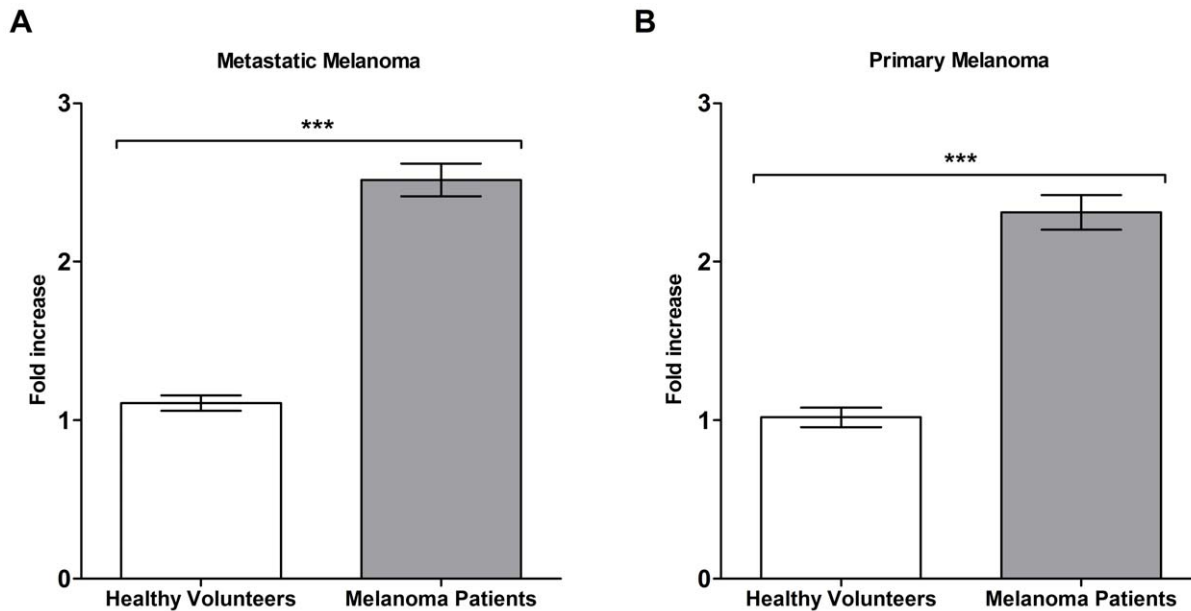 A
Metastatic Melanoma
3
2
1
0
Fold increase
***
Healthy Volunteers
Melanoma Patients
B
Primary Melanoma
3
2
1
0
Fold increase
***
Healthy Volunteers
Melanoma Patients